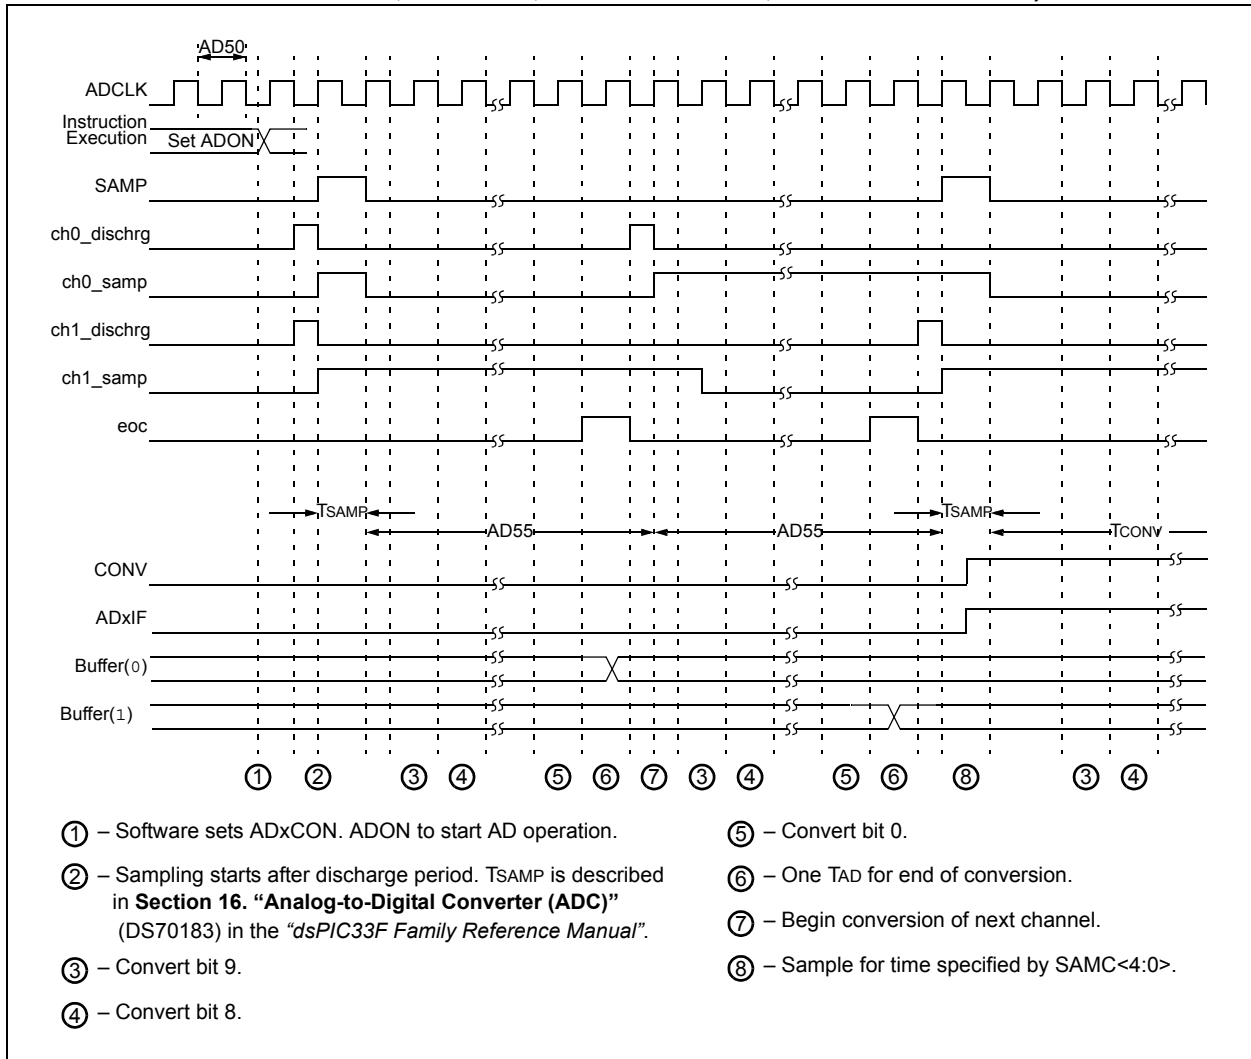 AD50
ADCLK
Instruction
Execution
Set ADON
SAMP
ch0_dischrg
ch0_samp
ch1_dischrg
ch1_samp
eoc
TSAMP
TSAMP
AD55
AD55
TCONV
CONV
ADxIF
Buffer(0)
Buffer(1)
1 2 3 4 5 6 7 3 4 5 6 8 3 4
1 – Software sets ADxCON. ADON to start AD operation.
2 – Sampling starts after discharge period. TSAMP is described
in Section 16. “Analog-to-Digital Converter (ADC)”
(DS70183) in the “dsPIC33F Family Reference Manual”.
3 – Convert bit 9.
4 – Convert bit 8.
5 – Convert bit 0.
6 – One TAD for end of conversion.
7 – Begin conversion of next channel.
8 – Sample for time specified by SAMC<4:0>.